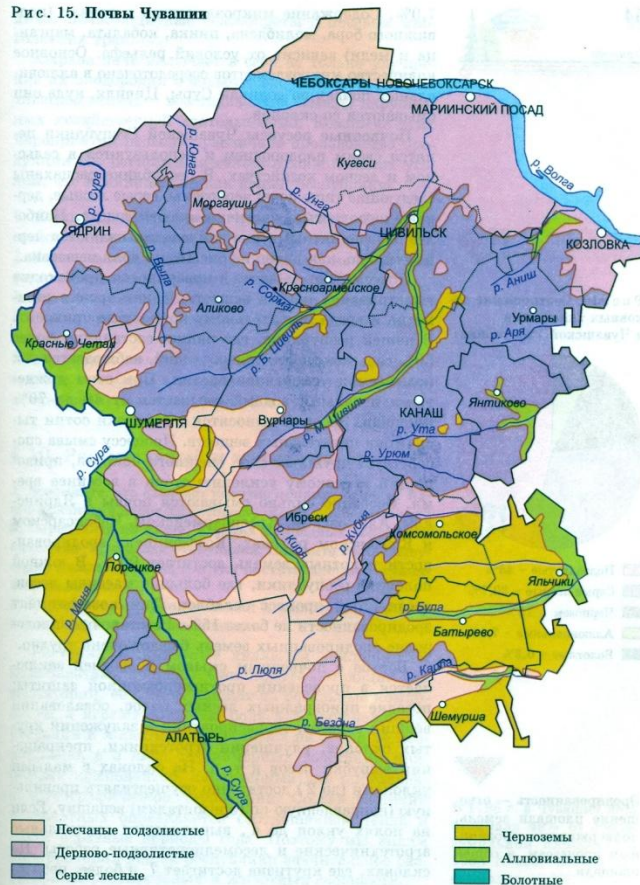 Рис. 15. Почвы Чувашии
ЧЕБОКСАРЫ НОВОЧЕБОКСАРСК
МАРИИНСКИЙ ПОСАД
р. Юнга
Кугеси
р. Волга
р. Сура
Моргауши
р. Унга
ЯДРИН
ЦИВИЛЬСК
КОЗЛОВКА
р. Выла
р. Аниш
Красноармейское
р. Сорма
Аликово
Урмары
р. Аря
Красные Четаи
р. Б. Цивиль
Янтиково
КАНАШ
ШУМЕРЛЯ
Вурнары
р. М. Цивиль
р. Ута
р. Сура
р. Урюм
Ибреси
р. Кубня
Комсомольское
р. Киря
Порецкое
Яльчики
р. Меня
р. Була
Батырево
р. Люля
р. Карла
Шемурша
АЛАТЫРЬ
р. Бездна
р. Сура
Песчаные подзолистые
Дерново-подзолистые
Серые лесные
Черноземы
Аллювиальные
Болотные